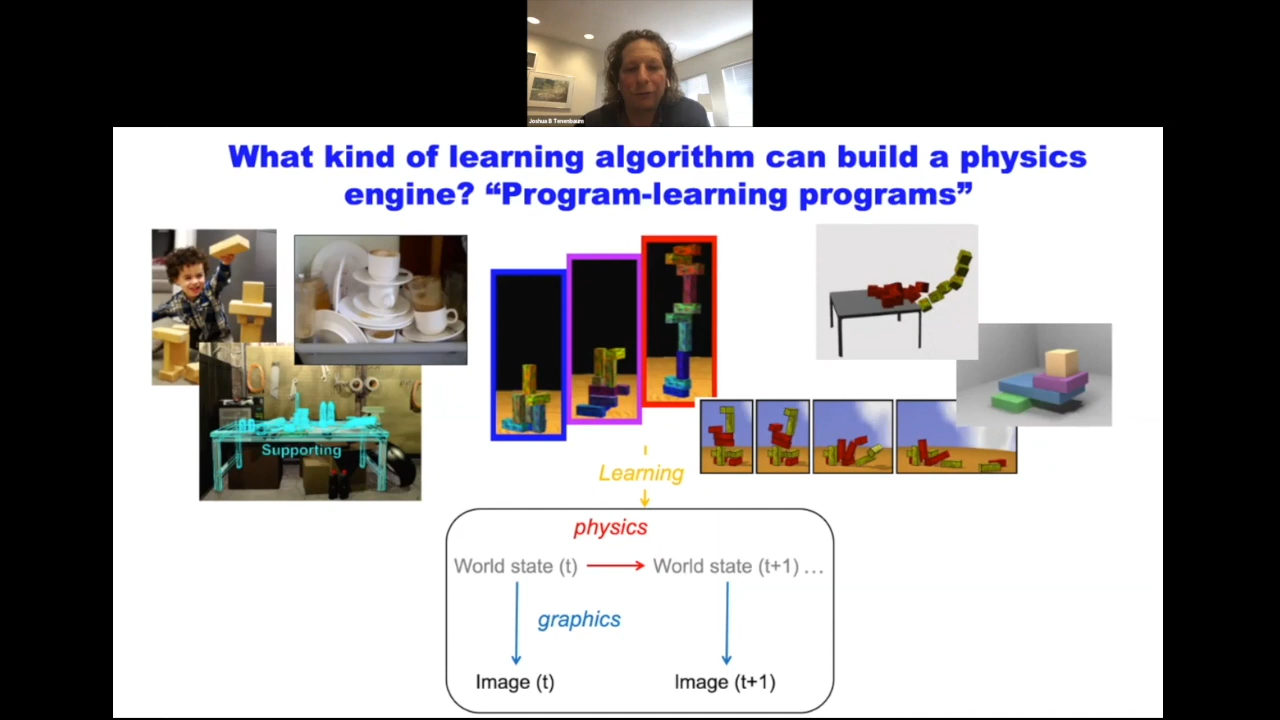 Joshua B Tenenbaum
What kind of learning algorithm can build a physics
engine? “Program-learning programs”
Supporting
Learning
physics
World state (t)
World state (t+1) ...
graphics
Image (t)
Image (t+1)